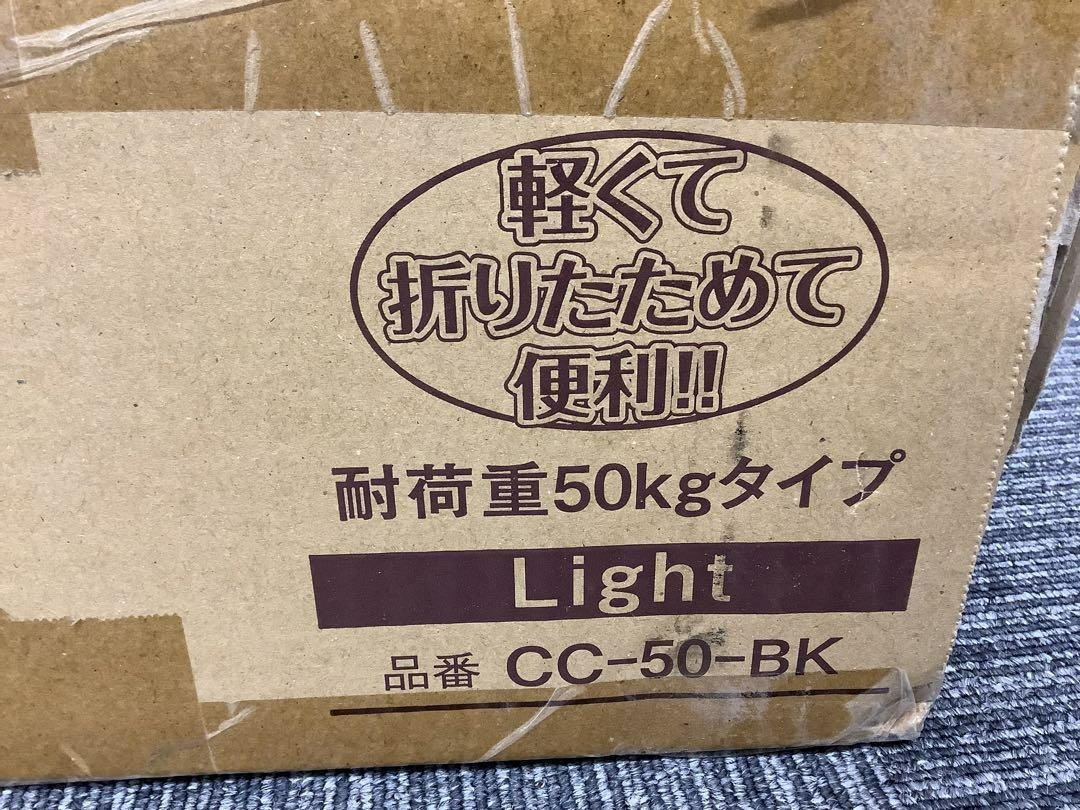 軽くて
折りたためて
便利!!
耐荷重50kgタイプ
Light
品番 CC-50-BK